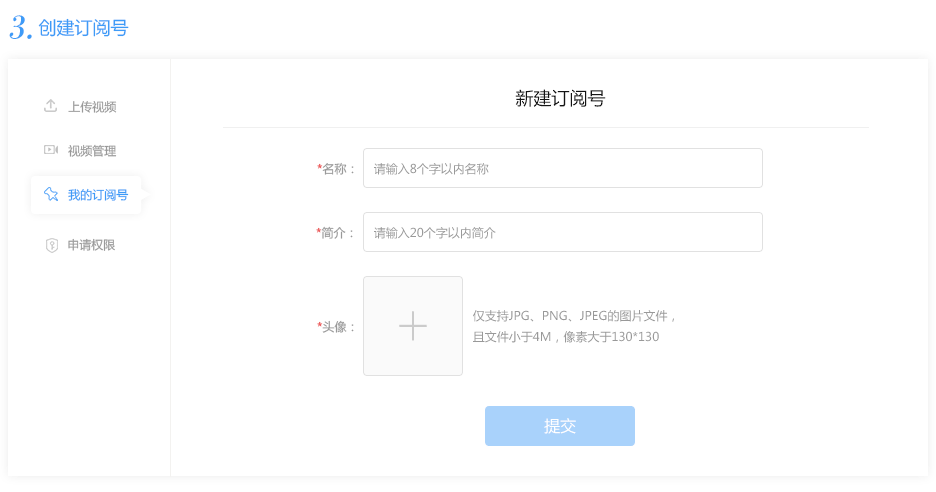 3. 创建订阅号
上传视频
视频管理
我的订阅号
申请权限
新建订阅号
*名称：
请输入8个字以内名称
*简介：
请输入20个字以内简介
*头像：
仅支持JPG、PNG、JPEG的图片文件，
且文件小于4M，像素大于130*130
提交